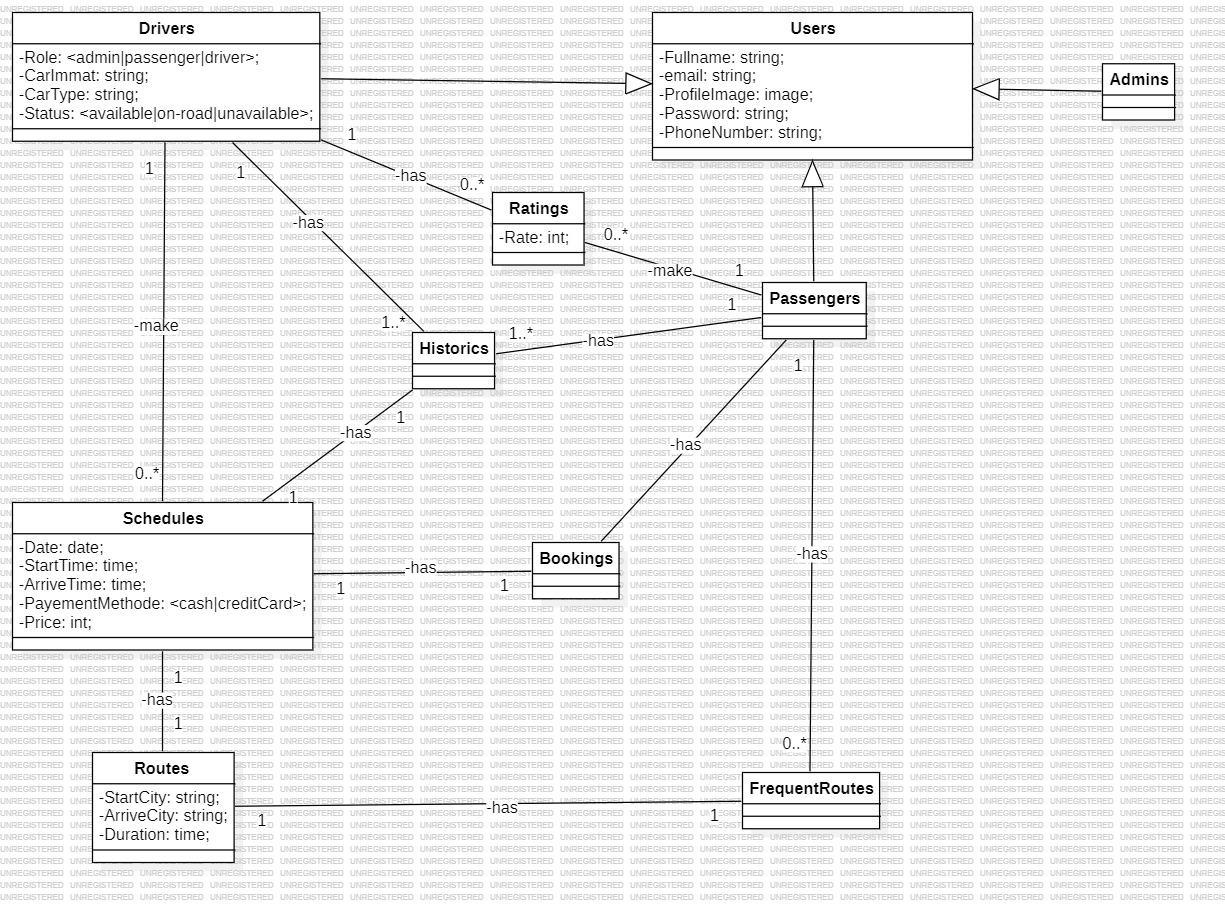 Drivers
-Role: <admin|passenger|driver>;
-CarImmat: string;
-CarType: string;
-Status: <available|on-road|unavailable>;
Users
-Fullname: string;
-email: string;
-ProfileImage: image;
-Password: string;
-PhoneNumber: string;
Admins
1
1
1
-has
0..*
-has
Ratings
-Rate: int;
0..*
-make
1
Passengers
1
1..*
1..*
-has
-make
Historics
1
1
-has
-has
0..*
1
Schedules
-Date: date;
-StartTime: time;
-ArriveTime: time;
-PayementMethode: <cash|creditCard>;
-Price: int;
-has
1
1
Bookings
-has
1
-has
1
0..*
Routes
-StartCity: string;
-ArriveCity: string;
-Duration: time;
1
-has
1
FrequentRoutes
UNREGISTERED